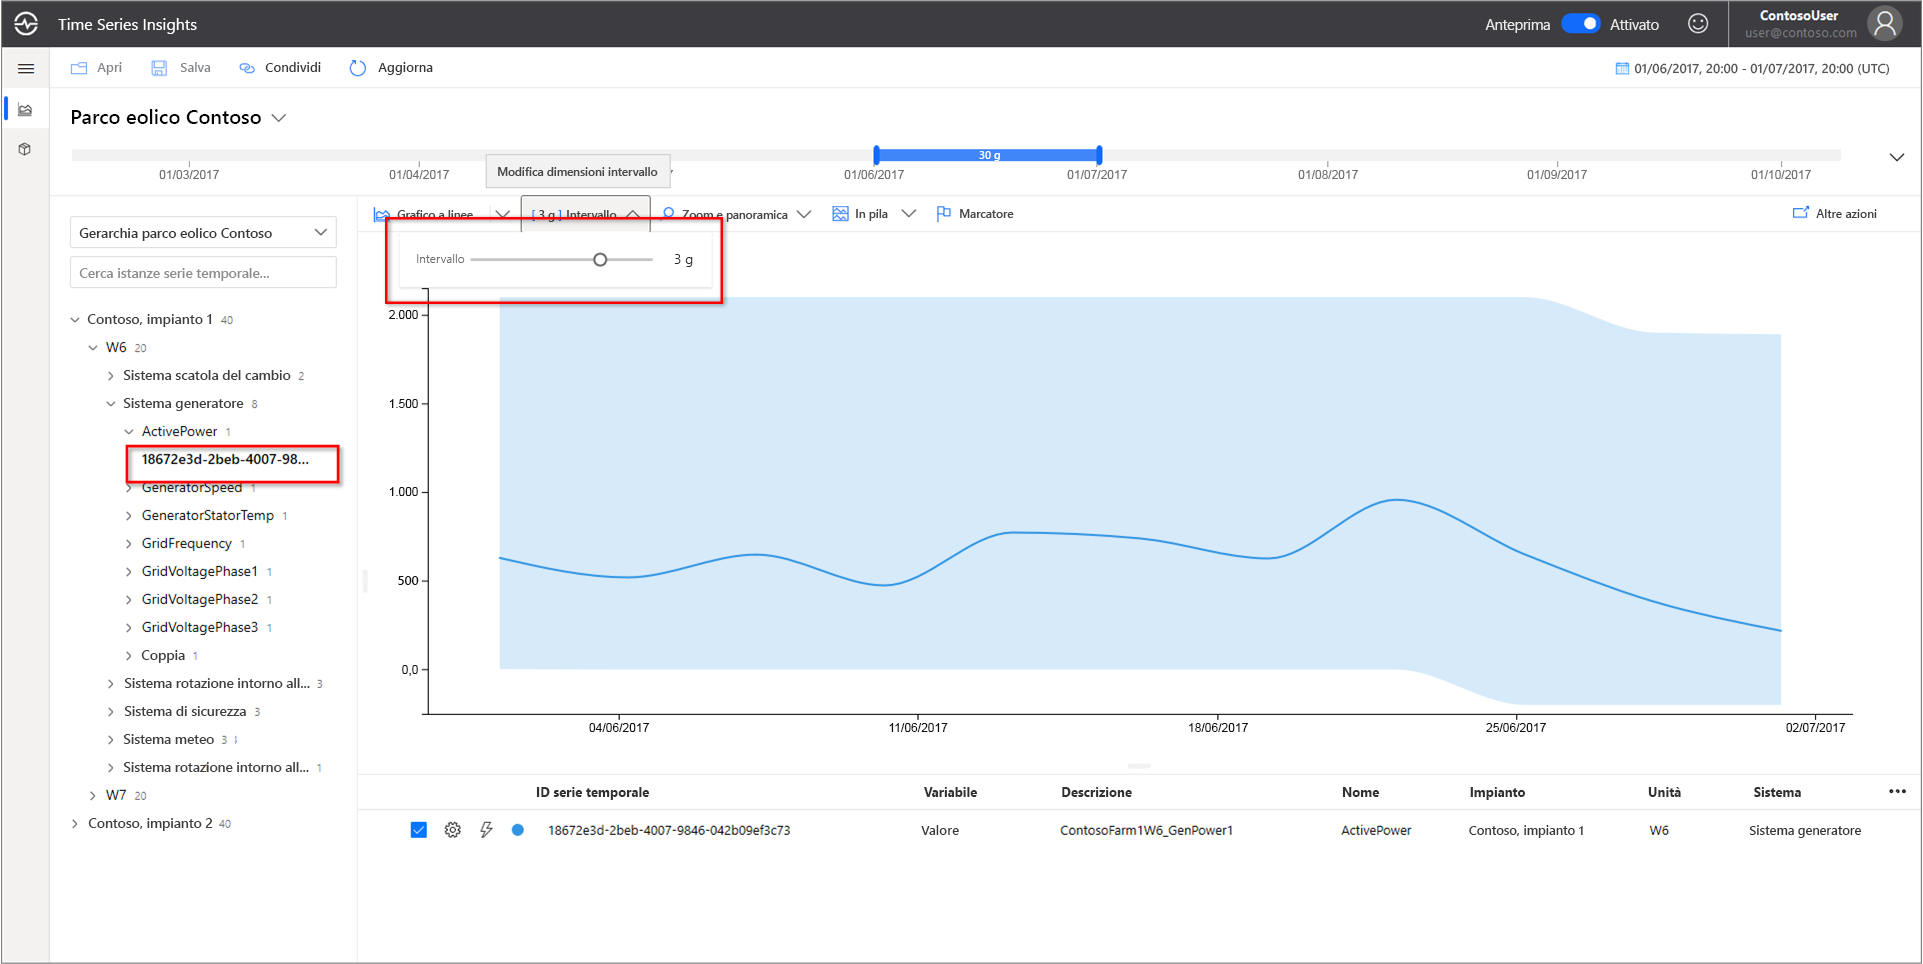 Time Series Insights
Anteprima Attivato
ContosoUser
user@contoso.com
Apri Salva Condividi Aggiorna
01/06/2017, 20:00 - 01/07/2017, 20:00 (UTC)
Parco eolico Contoso
30 g
Modifica dimensioni intervallo
01/03/2017 01/04/2017 01/06/2017 01/07/2017 01/08/2017 01/09/2017 01/10/2017
Grafico a linee [ 3 g ] Intervallo Zoom e panoramica In pila Marcatore Altre azioni
Intervallo 3 g
Gerarchia parco eolico Contoso
Cerca istanze serie temporale...
Contoso, impianto 1 40
W6 20
Sistema scatola del cambio 2
Sistema generatore 8
ActivePower 1
18672e3d-2beb-4007-98...
GeneratorSpeed 1
GeneratorStatorTemp 1
GridFrequency 1
GridVoltagePhase1 1
GridVoltagePhase2 1
GridVoltagePhase3 1
Coppia 1
Sistema rotazione intorno all... 3
Sistema di sicurezza 3
Sistema meteo 3
Sistema rotazione intorno all... 1
W7 20
Contoso, impianto 2 40
2.000
1.500
1.000
500
0,0
04/06/2017 11/06/2017 18/06/2017 25/06/2017 02/07/2017
ID serie temporale Variabile Descrizione Nome Impianto Unità Sistema
18672e3d-2beb-4007-9846-042b09ef3c73 Valore ContosoFarm1W6_GenPower1 ActivePower Contoso, impianto 1 W6 Sistema generatore